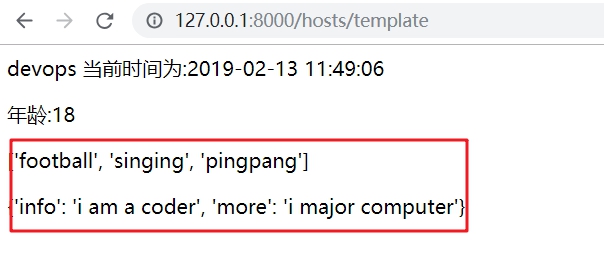 127.0.0.1:8000/hosts/template
devops 当前时间为:2019-02-13 11:49:06
年龄:18
['football', 'singing', 'pingpang']
{'info': 'i am a coder', 'more': 'i major computer'}